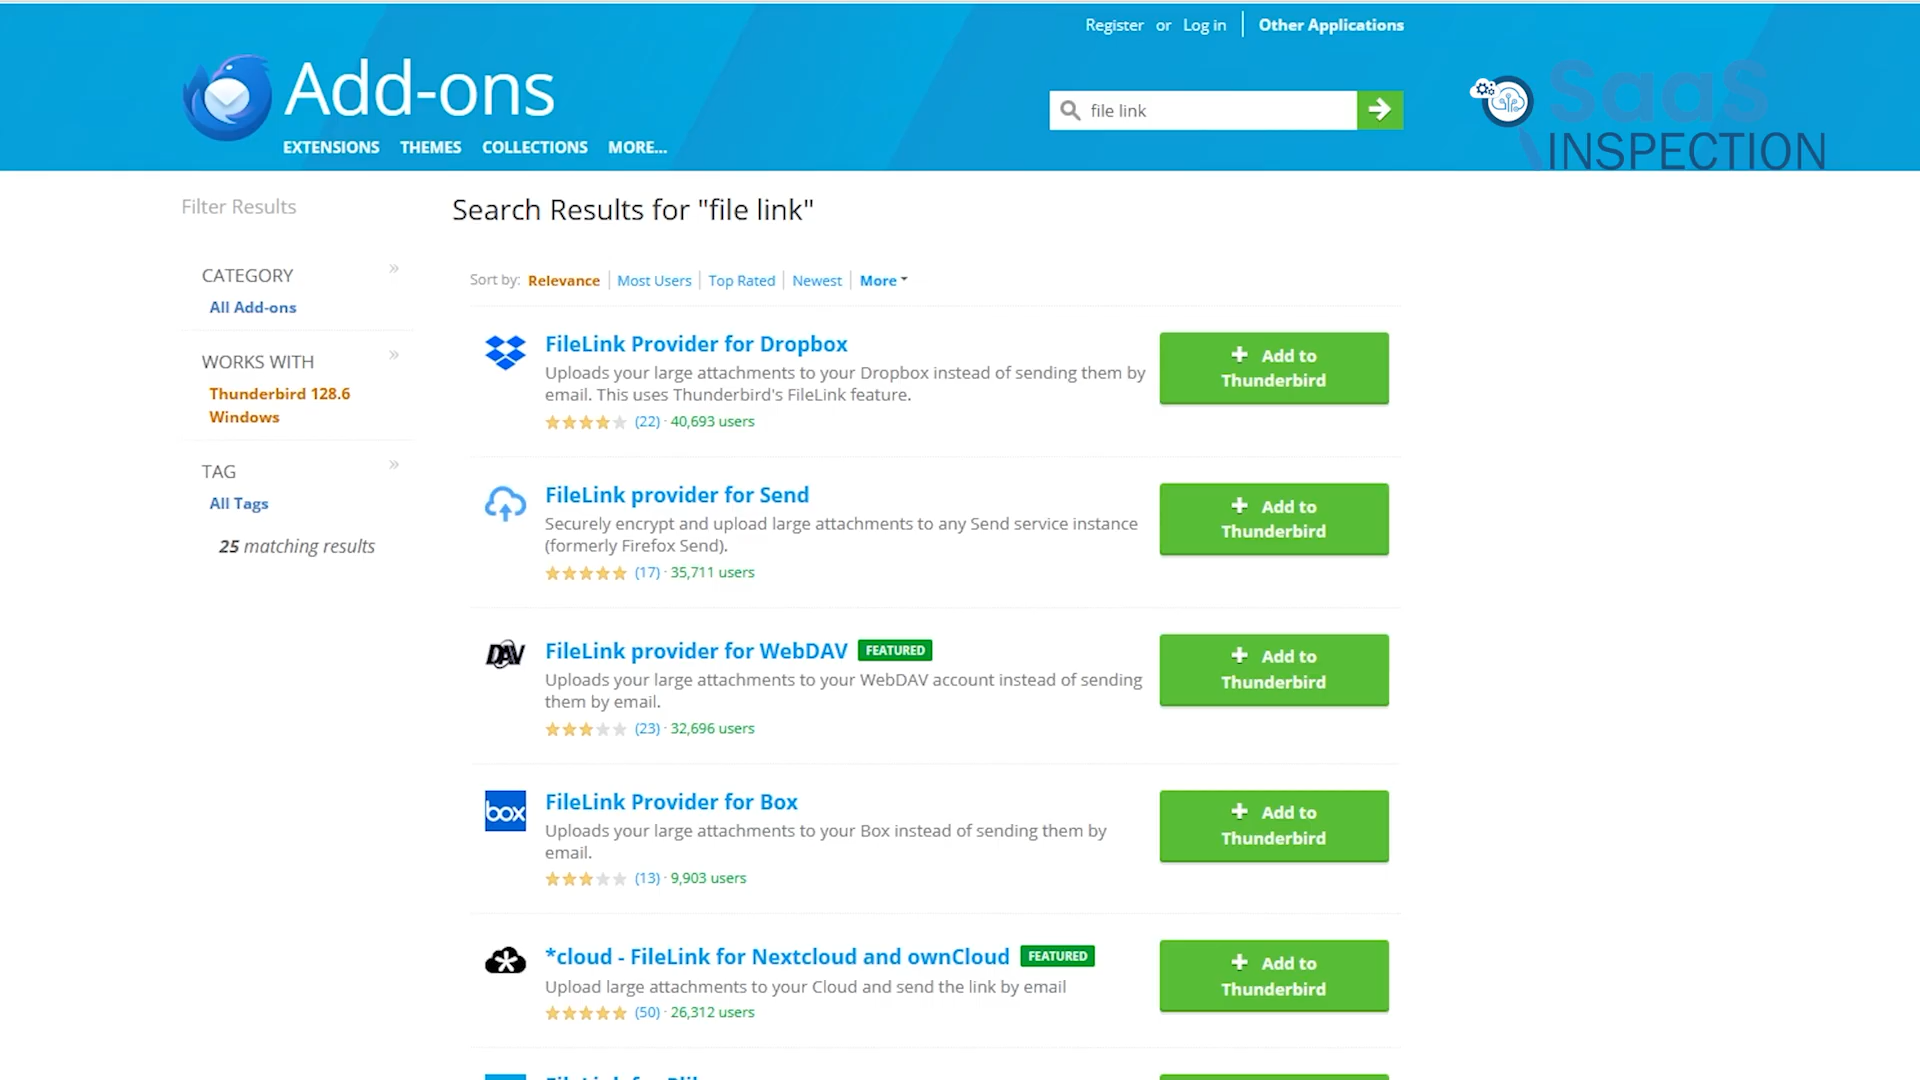 Register or Log in Other Applications
Add-ons
file link
SaaS
INSPECTION
EXTENSIONS THEMES COLLECTIONS MORE...
Filter Results
Search Results for "file link"
CATEGORY »
All Add-ons
Sort by: Relevance Most Users Top Rated Newest More
WORKS WITH »
Thunderbird 128.6
Windows
TAG »
All Tags
25 matching results
FileLink Provider for Dropbox
Uploads your large attachments to your Dropbox instead of sending them by
email. This uses Thunderbird's FileLink feature.
(22) · 40,693 users
Add to
Thunderbird
FileLink provider for Send
Securely encrypt and upload large attachments to any Send service instance
(formerly Firefox Send).
(17) · 35,711 users
Add to
Thunderbird
DAV
FileLink provider for WebDAV FEATURED
Uploads your large attachments to your WebDAV account instead of sending
them by email.
(23) · 32,696 users
Add to
Thunderbird
box
FileLink Provider for Box
Uploads your large attachments to your Box instead of sending them by
email.
(13) · 9,903 users
Add to
Thunderbird
*cloud - FileLink for Nextcloud and ownCloud FEATURED
Upload large attachments to your Cloud and send the link by email
(50) · 26,312 users
Add to
Thunderbird